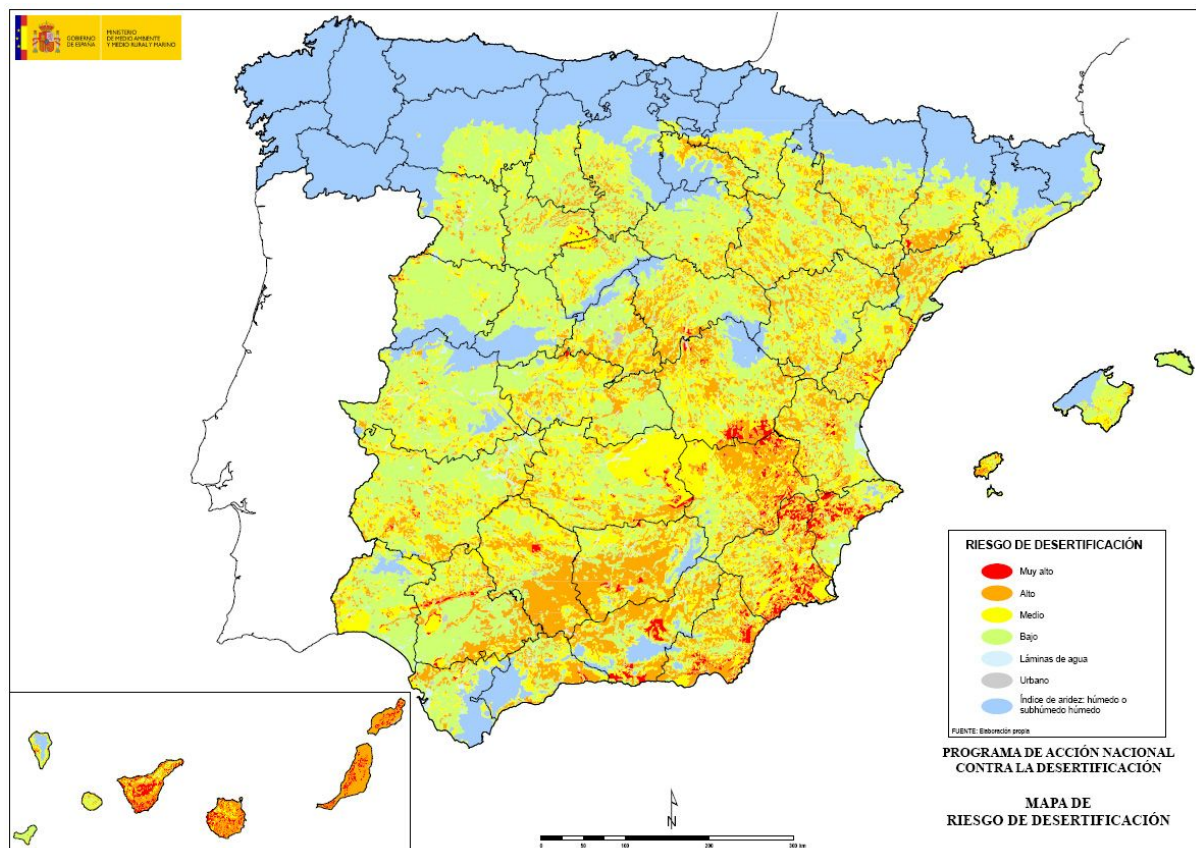 GOBIERNO
DE ESPAÑA
MINISTERIO
DE MEDIO AMBIENTE
Y MEDIO RURAL Y MARINO
RIESGO DE DESERTIFICACIÓN
Muy alto
Alto
Medio
Bajo
Láminas de agua
Urbano
Índice de aridez: húmedo o
subhúmedo húmedo
FUENTE: Elaboración propia
PROGRAMA DE ACCIÓN NACIONAL
CONTRA LA DESERTIFICACIÓN
MAPA DE
RIESGO DE DESERTIFICACIÓN
N
0 25 50 100 200 300 km